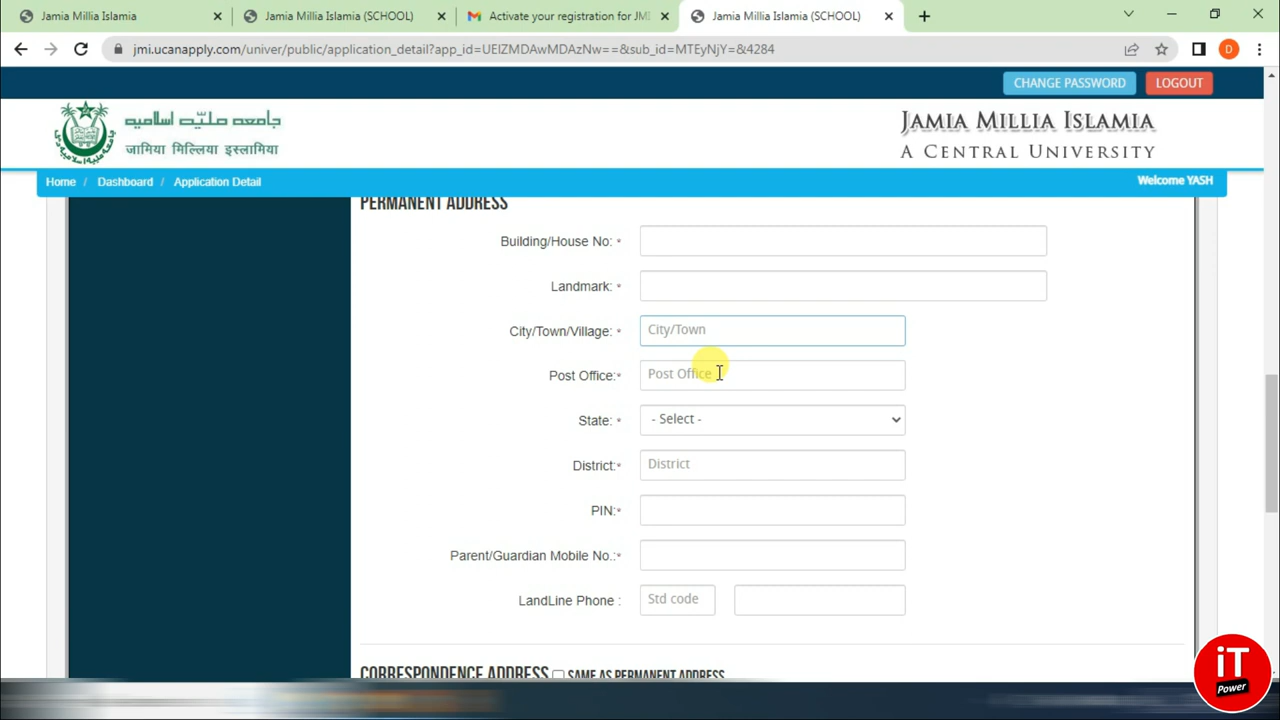 Jamia Millia Islamia
Jamia Millia Islamia (SCHOOL)
Activate your registration for JMI
Jamia Millia Islamia (SCHOOL)
jmi.ucanapply.com/univer/public/application_detail?app_id=UEIZMDAwMDAzNw==&sub_id=MTEyNjY=&4284
D
CHANGE PASSWORD
LOGOUT
جامعه مليّه اسلاميه
जामिया मिल्लिया इस्लामिया
JAMIA MILLIA ISLAMIA
A CENTRAL UNIVERSITY
Home / Dashboard / Application Detail
Welcome YASH
PERMANENT ADDRESS
Building/House No: *
Landmark: *
City/Town/Village: *
City/Town
Post Office:*
Post Office
State: *
- Select -
District:*
District
PIN:*
Parent/Guardian Mobile No.:*
LandLine Phone :
Std code
CORRESPONDENCE ADDRESS SAME AS PERMANENT ADDRESS
iT
Power